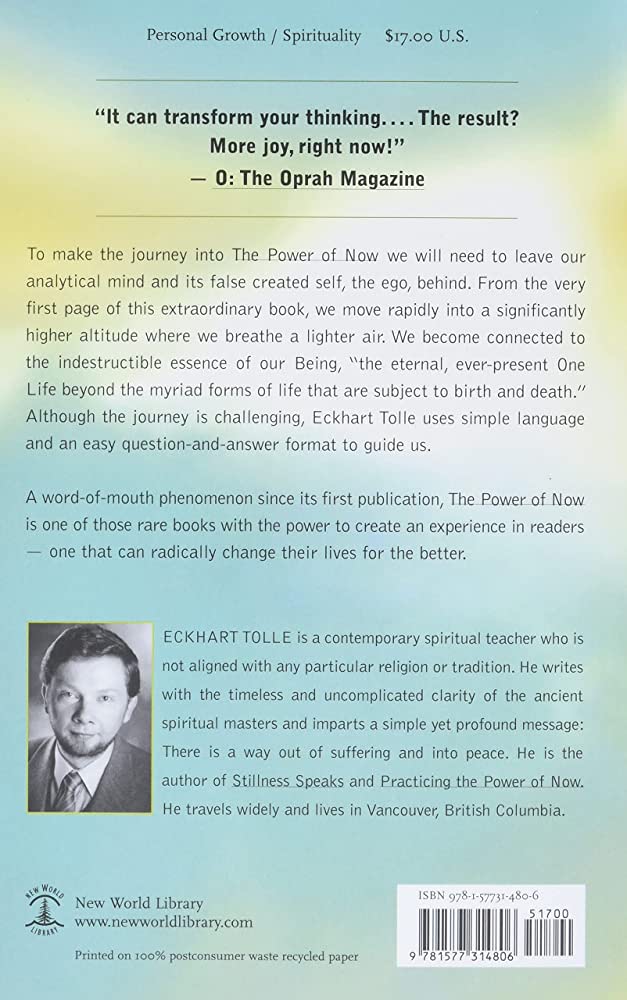 Personal Growth / Spirituality $17.00 U.S.
“It can transform your thinking.... The result?
More joy, right now!”
— O: The Oprah Magazine
To make the journey into The Power of Now we will need to leave our
analytical mind and its false created self, the ego, behind. From the very
first page of this extraordinary book, we move rapidly into a significantly
higher altitude where we breathe a lighter air. We become connected to
the indestructible essence of our Being, “the eternal, ever-present One
Life beyond the myriad forms of life that are subject to birth and death.”
Although the journey is challenging, Eckhart Tolle uses simple language
and an easy question-and-answer format to guide us.
A word-of-mouth phenomenon since its first publication, The Power of Now
is one of those rare books with the power to create an experience in readers
— one that can radically change their lives for the better.
ECKHART TOLLE is a contemporary spiritual teacher who is
not aligned with any particular religion or tradition. He writes
with the timeless and uncomplicated clarity of the ancient
spiritual masters and imparts a simple yet profound message:
There is a way out of suffering and into peace. He is the
author of Stillness Speaks and Practicing the Power of Now.
He travels widely and lives in Vancouver, British Columbia.
NEW WORLD
LIBRARY
New World Library
www.newworldlibrary.com
Printed on 100% postconsumer waste recycled paper
ISBN 978-1-57731-480-6
51700
9 781577 314806